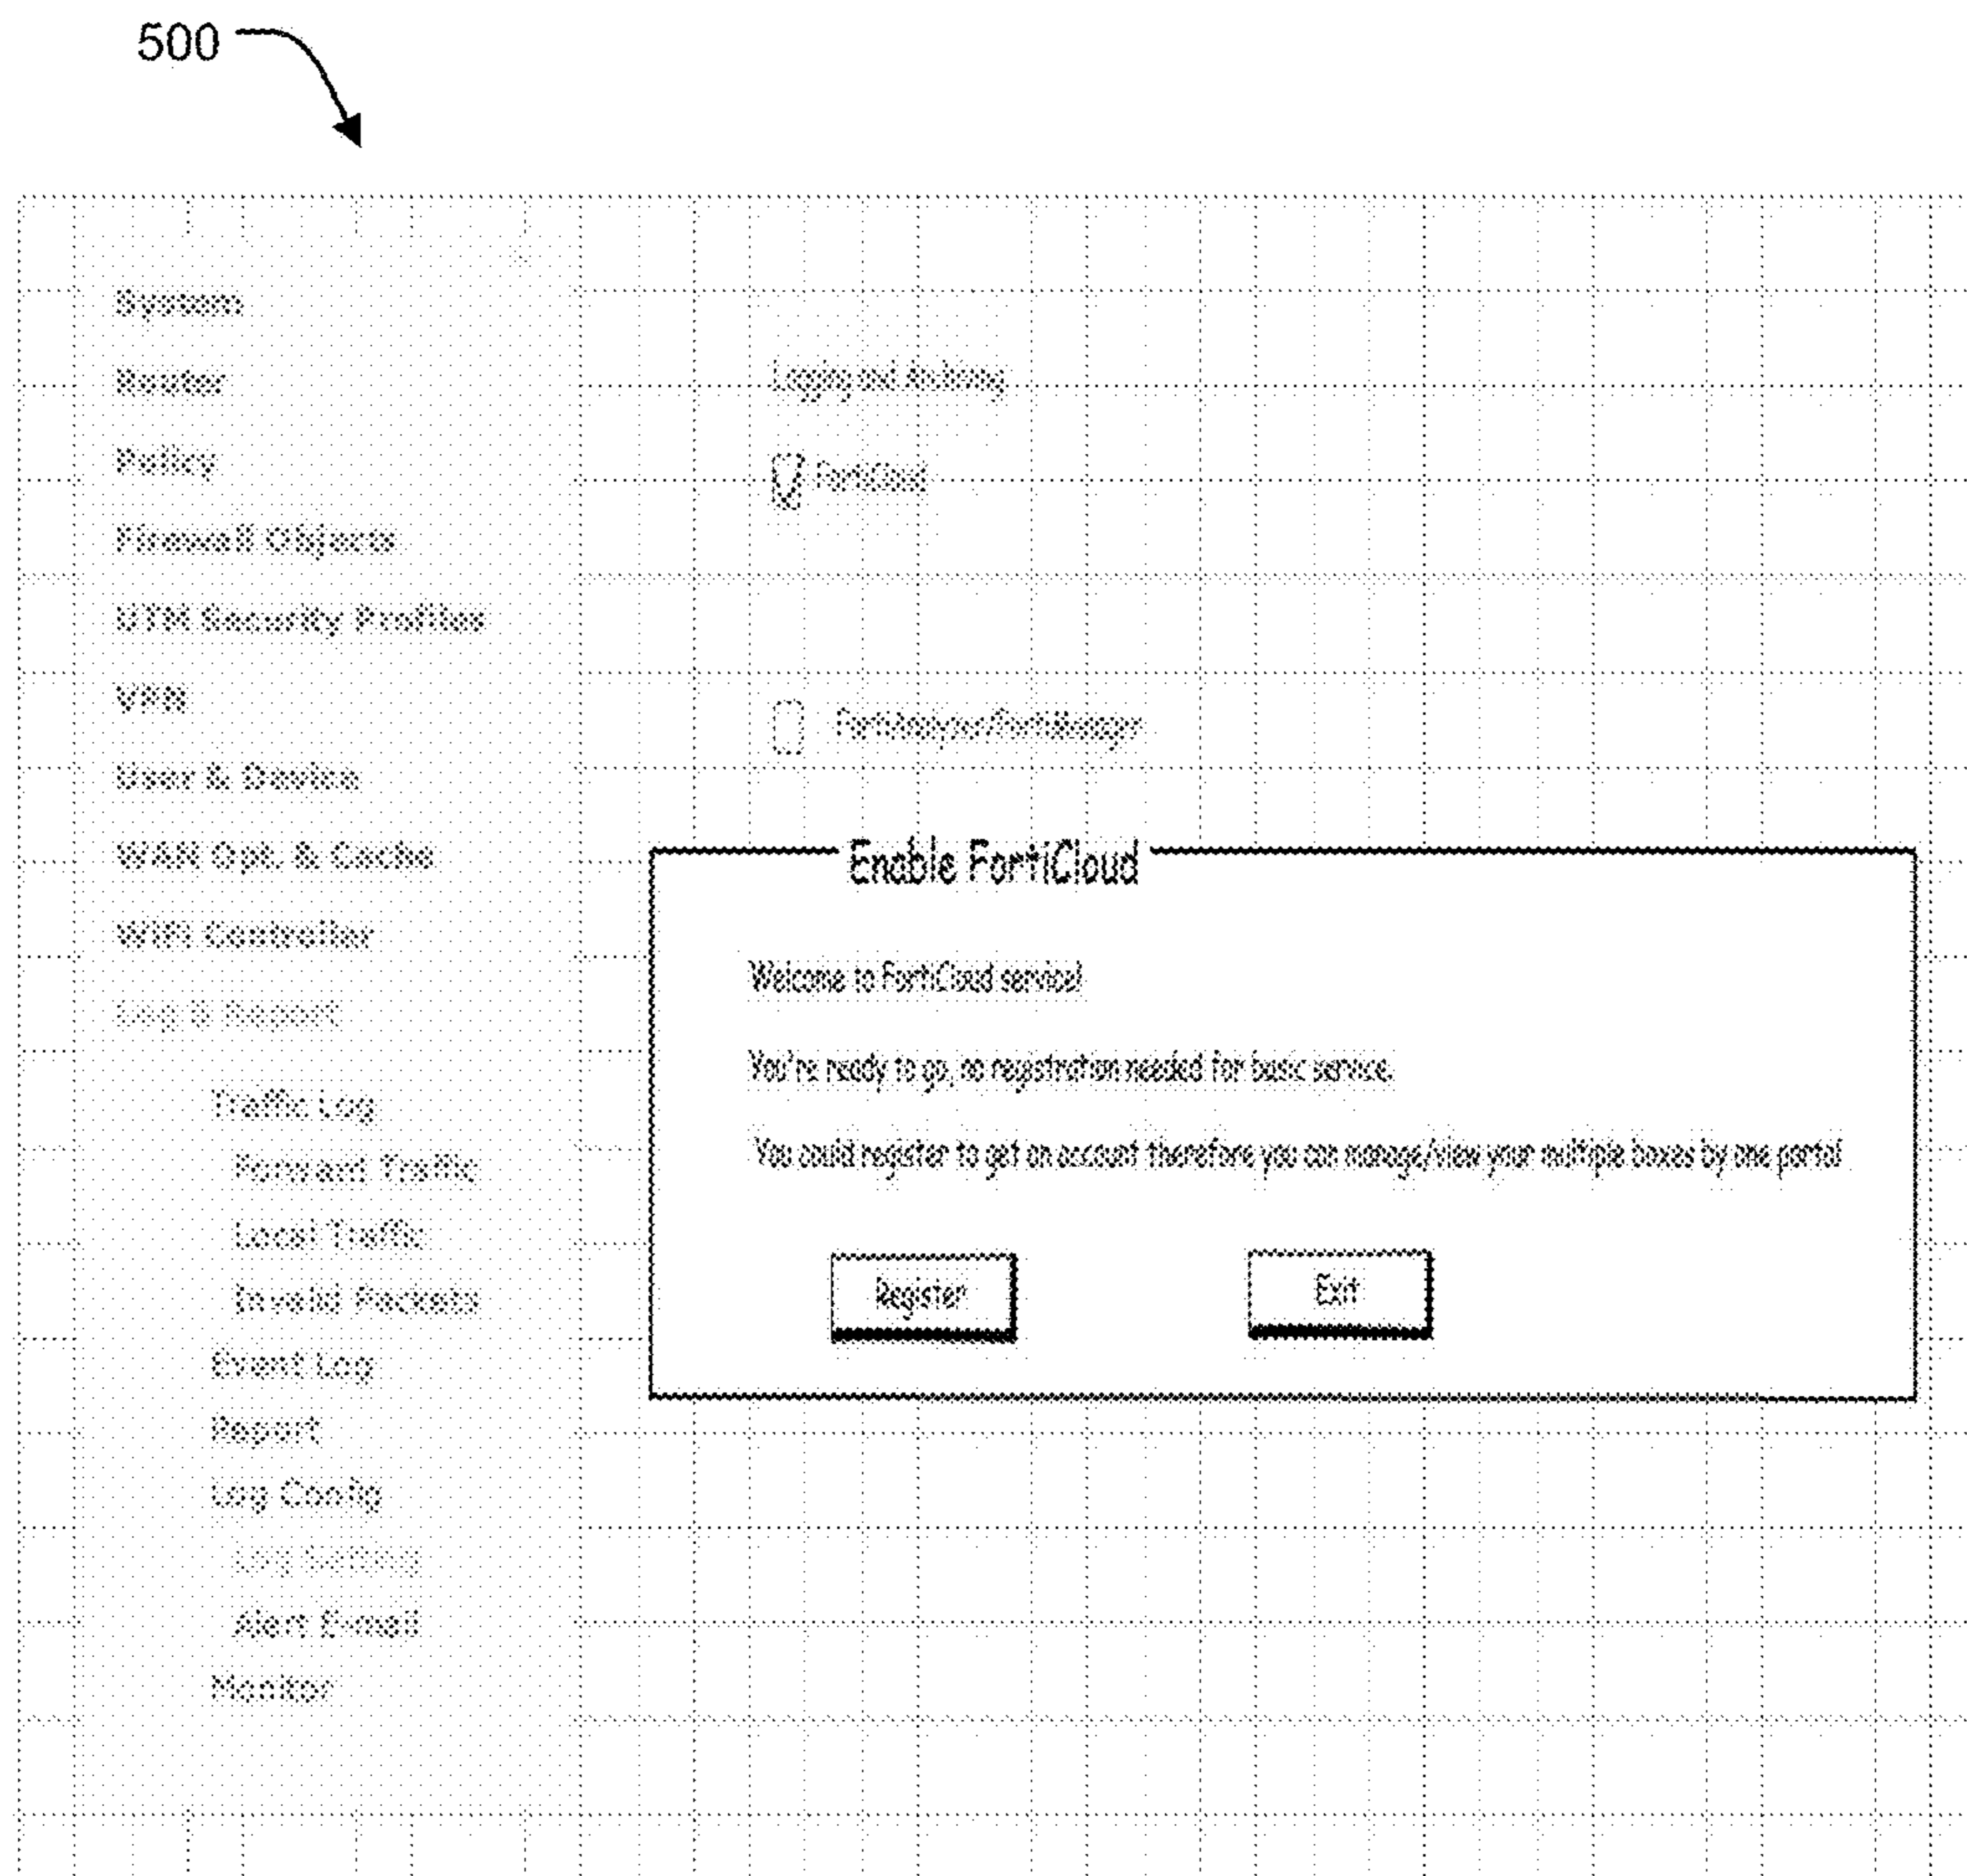 500
System
Router
Policy
Firewall Objects
UTM Security Profiles
VPN
User & Device
WAN Opt. & Cache
WiFi Controller
Log & Report
Traffic Log
Forward Traffic
Local Traffic
Invalid Packets
Event Log
Report
Log Config
Log Setting
Alert E-mail
Monitor
Logging and Archiving
FortiCloud
FortiAnalyzer/FortiManager
Enable FortiCloud
Welcome to FortiCloud service!
You're ready to go, no registration needed for basic service.
You could register to get an account therefore you can manage/view your multiple boxes by one portal
Register
Exit